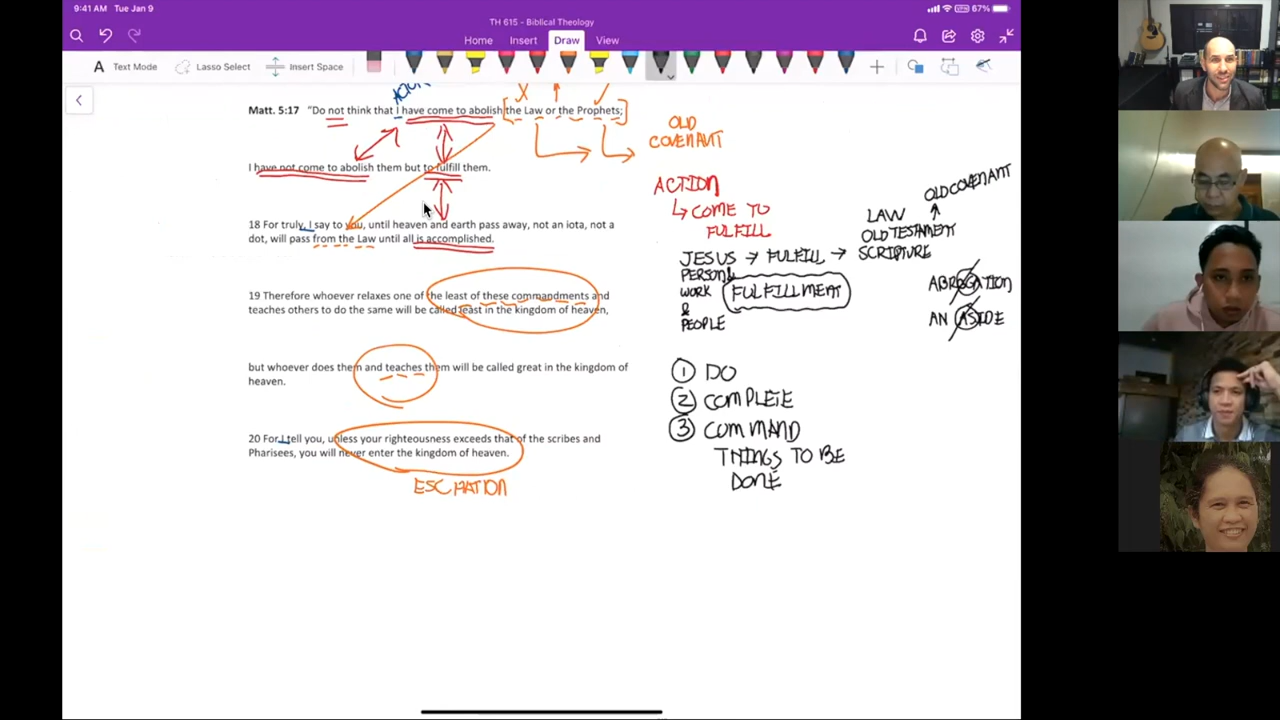 9:41 AM Tue Jan 9
67%
TH 615 - Biblical Theology
Home Insert Draw View
Text Mode Lasso Select Insert Space
Matt. 5:17 "Do not think that I have come to abolish [the Law or the Prophets;]
OLD
COVENANT
I have not come to abolish them but to fulfill them.
18 For truly, I say to you, until heaven and earth pass away, not an iota, not a
dot, will pass from the Law until all is accomplished.
19 Therefore whoever relaxes one of the least of these commandments and
teaches others to do the same will be called least in the kingdom of heaven,
but whoever does them and teaches them will be called great in the kingdom of
heaven.
20 For I tell you, unless your righteousness exceeds that of the scribes and
Pharisees, you will never enter the kingdom of heaven.
ESCHATION
ACTION
↳ COME TO
FULFILL
OLD COVENANT
↑
LAW
OLD TESTAMENT
JESUS → FULFILL → SCRIPTURE
PERSON &
WORK
&
PEOPLE
FULFILLMENT
ABROGATION
AN ASIDE
1 DO
2 COMPLETE
3 COMMAND
THINGS TO BE
DONE